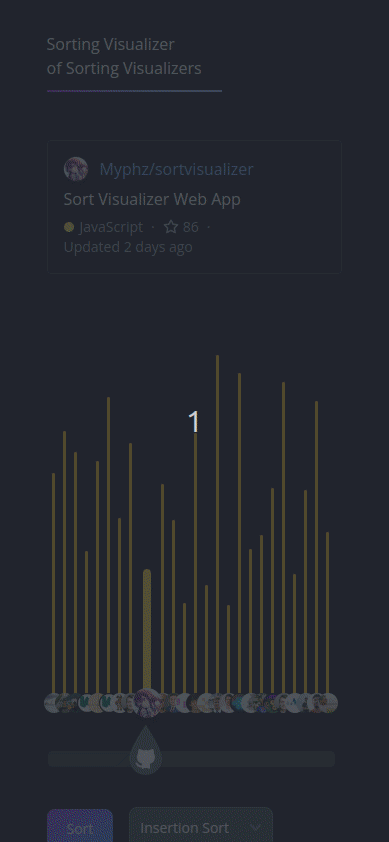 Sorting Visualizer
of Sorting Visualizers
Myphz/sortvisualizer
Sort Visualizer Web App
JavaScript · 86 ·
Updated 2 days ago
1
Sort
Insertion Sort